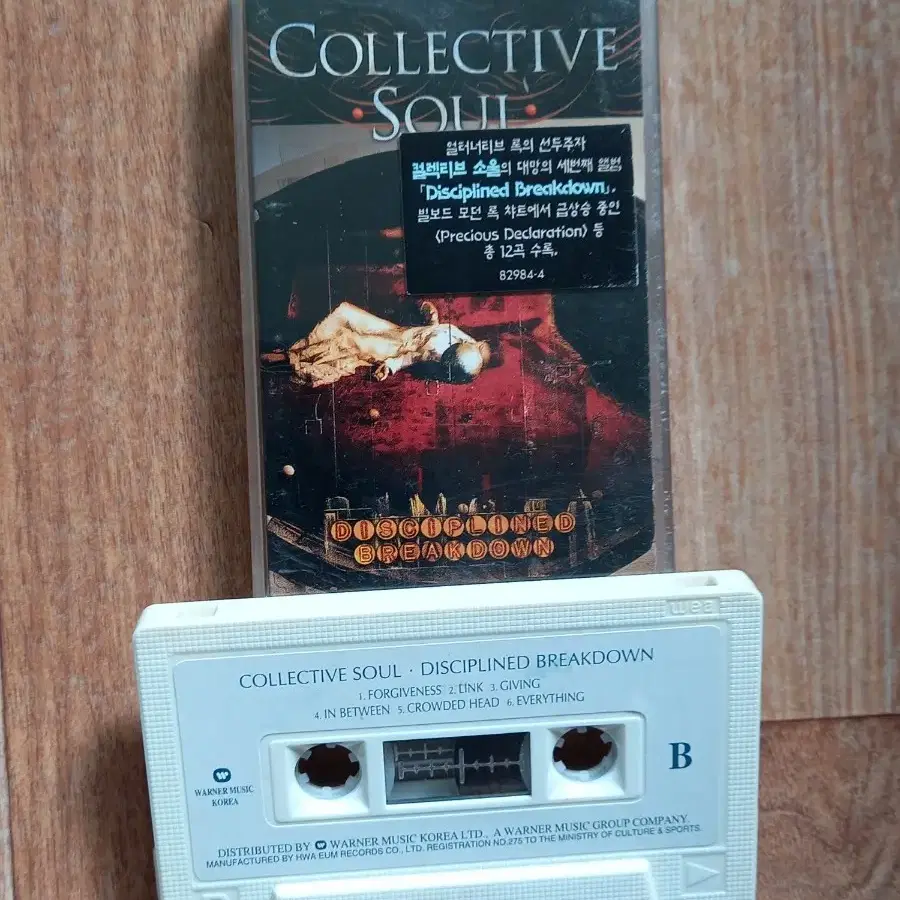 COLLECTIVE
SOUL
얼터너티브 록의 선두주자
컬렉티브 소울의 대망의 세번째 앨범
「Disciplined Breakdown」.
빌보드 모던 록 챠트에서 급상승 중인
〈Precious Declaration〉 등
총 12곡 수록.
82984-4
DISCIPLINED
BREAKDOWN
wea
COLLECTIVE SOUL · DISCIPLINED BREAKDOWN
1. FORGIVENESS 2. LINK 3. GIVING
4. IN BETWEEN 5. CROWDED HEAD 6. EVERYTHING
B
WARNER MUSIC
KOREA
DISTRIBUTED BY WARNER MUSIC KOREA LTD., A WARNER MUSIC GROUP COMPANY.
MANUFACTURED BY HWA EUM RECORDS CO., LTD. REGISTRATION NO.275 TO THE MINISTRY OF CULTURE & SPORTS.